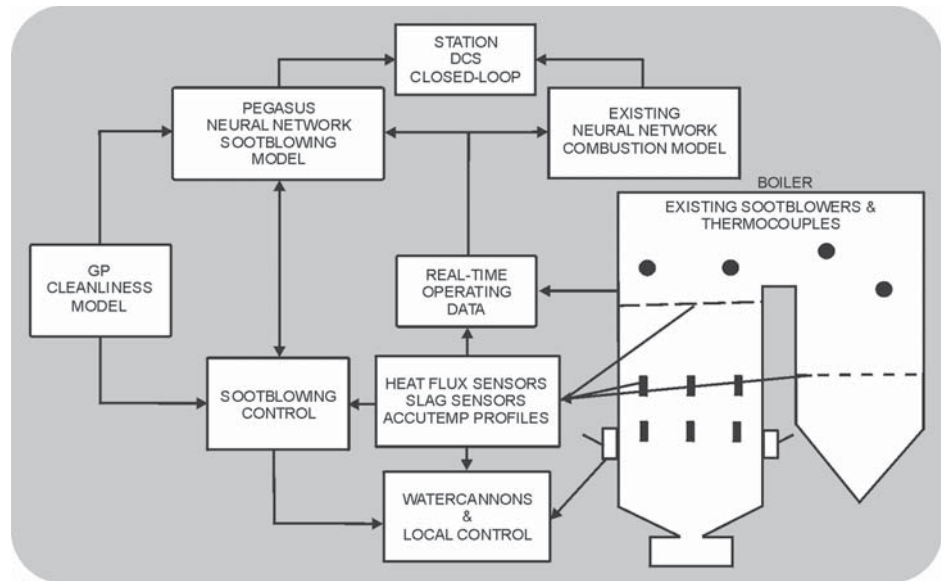 STATION
DCS
CLOSED-LOOP
PEGASUS
NEURAL NETWORK
SOOTBLOWING
MODEL
EXISTING
NEURAL NETWORK
COMBUSTION MODEL
BOILER
EXISTING SOOTBLOWERS &
THERMOCOUPLES
GP
CLEANLINESS
MODEL
REAL-TIME
OPERATING
DATA
SOOTBLOWING
CONTROL
HEAT FLUX SENSORS
SLAG SENSORS
ACCUTEMP PROFILES
WATERCANNONS
&
LOCAL CONTROL